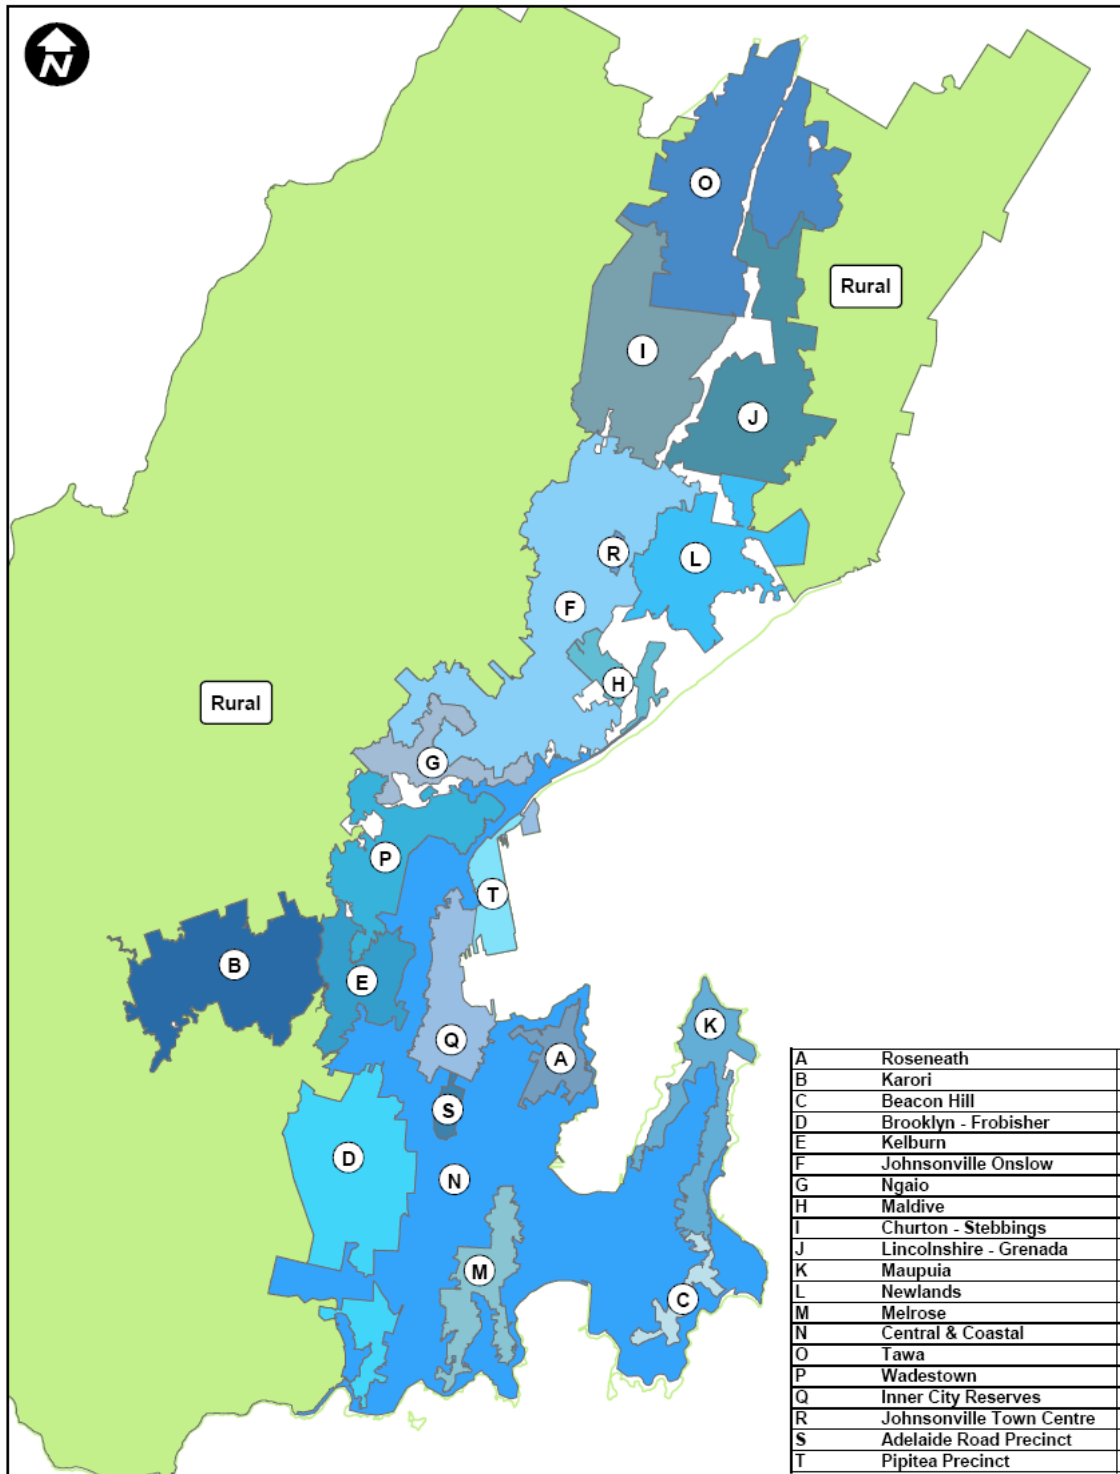 N
O
Rural
I
J
R
L
F
H
Rural
G
P
T
B
E
K
Q
A
S
D
N
M
C
A Roseneath
B Karori
C Beacon Hill
D Brooklyn - Frobisher
E Kelburn
F Johnsonville Onslow
G Ngaio
H Maldive
I Churton - Stebbings
J Lincolnshire - Grenada
K Maupuia
L Newlands
M Melrose
N Central & Coastal
O Tawa
P Wadestown
Q Inner City Reserves
R Johnsonville Town Centre
S Adelaide Road Precinct
T Pipitea Precinct